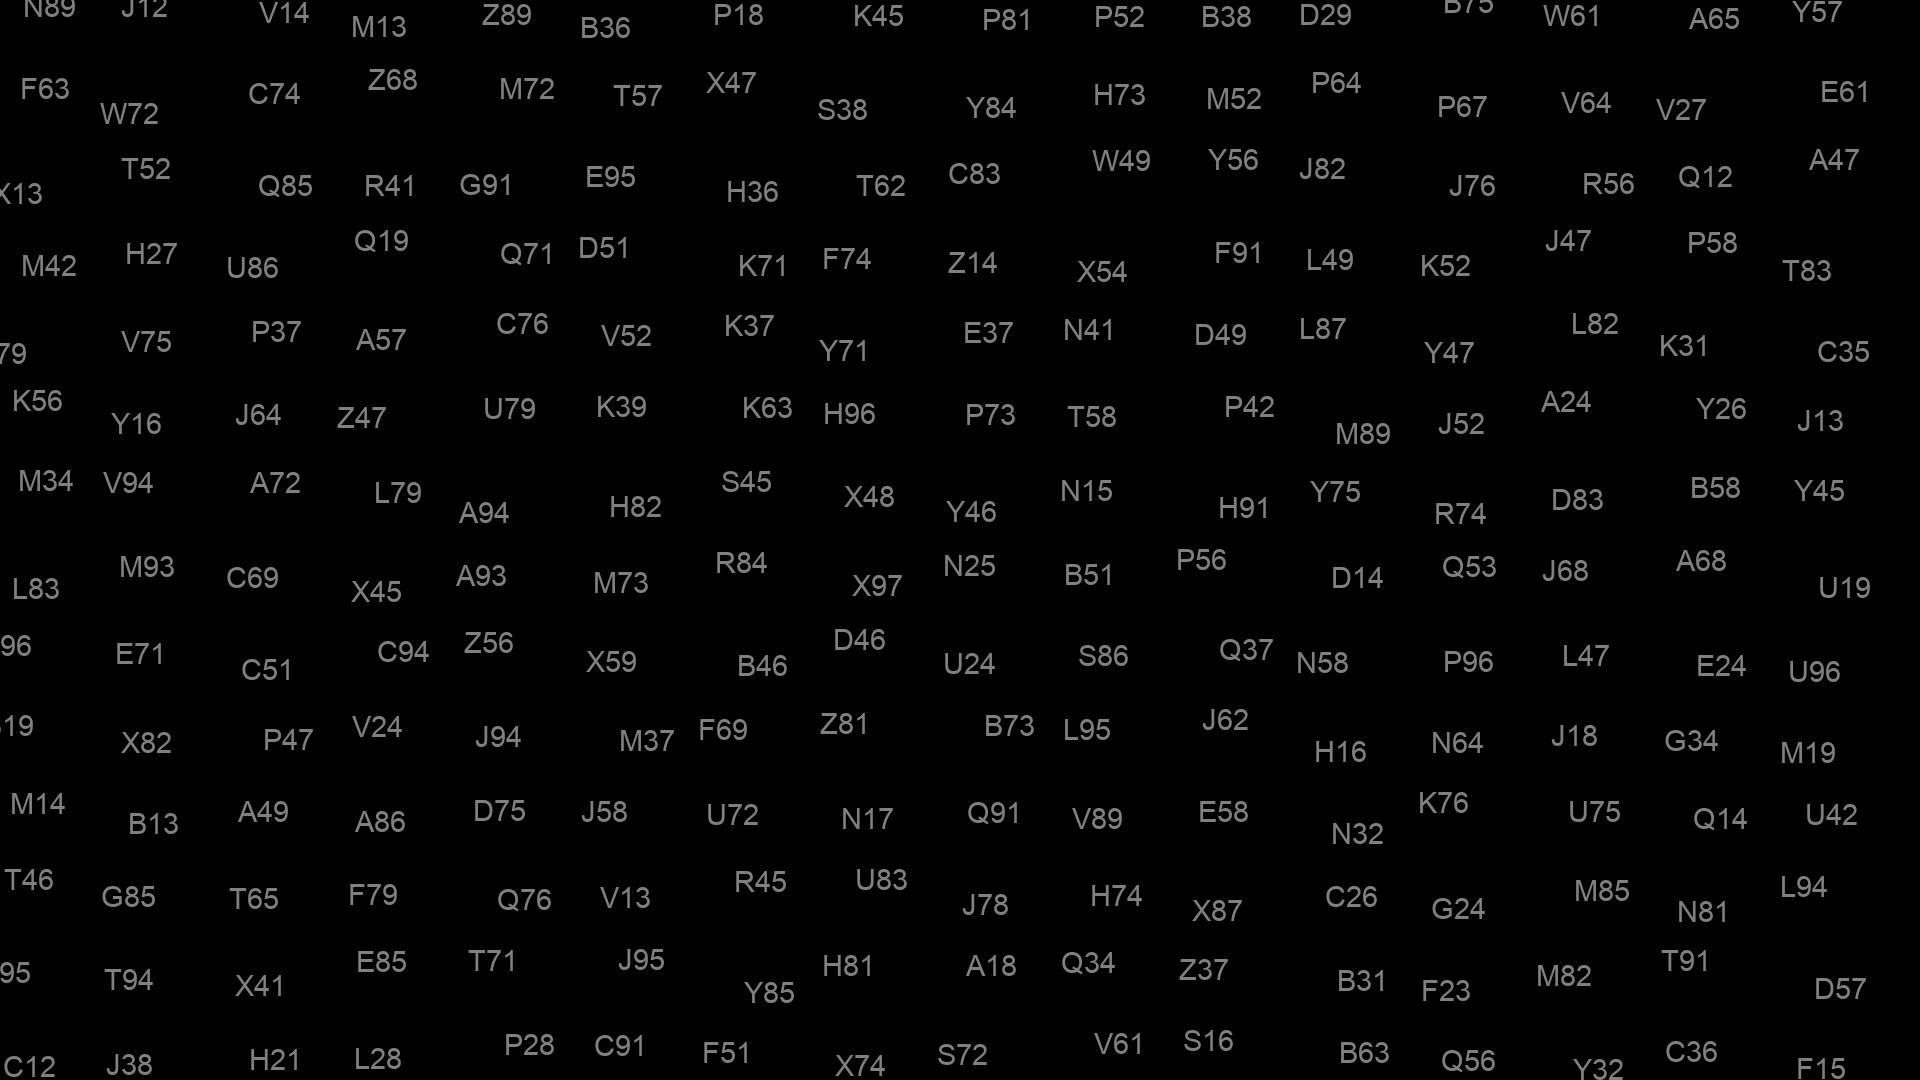 N89 J12 V14 M13 Z89 B36 P18 K45 P81 P52 B38 D29 B75 W61 A65 Y57
F63 W72 C74 Z68 M72 T57 X47 S38 Y84 H73 M52 P64 P67 V64 V27 E61
X13 T52 Q85 R41 G91 E95 H36 T62 C83 W49 Y56 J82 J76 R56 Q12 A47
M42 H27 U86 Q19 Q71 D51 K71 F74 Z14 X54 F91 L49 K52 J47 P58 T83
79 V75 P37 A57 C76 V52 K37 Y71 E37 N41 D49 L87 Y47 L82 K31 C35
K56 Y16 J64 Z47 U79 K39 K63 H96 P73 T58 P42 M89 J52 A24 Y26 J13
M34 V94 A72 L79 A94 H82 S45 X48 Y46 N15 H91 Y75 R74 D83 B58 Y45
L83 M93 C69 X45 A93 M73 R84 X97 N25 B51 P56 D14 Q53 J68 A68 U19
96 E71 C51 C94 Z56 X59 B46 D46 U24 S86 Q37 N58 P96 L47 E24 U96
19 X82 P47 V24 J94 M37 F69 Z81 B73 L95 J62 H16 N64 J18 G34 M19
M14 B13 A49 A86 D75 J58 U72 N17 Q91 V89 E58 N32 K76 U75 Q14 U42
T46 G85 T65 F79 Q76 V13 R45 U83 J78 H74 X87 C26 G24 M85 N81 L94
95 T94 X41 E85 T71 J95 Y85 H81 A18 Q34 Z37 B31 F23 M82 T91 D57
C12 J38 H21 L28 P28 C91 F51 X74 S72 V61 S16 B63 Q56 Y32 C36 F15